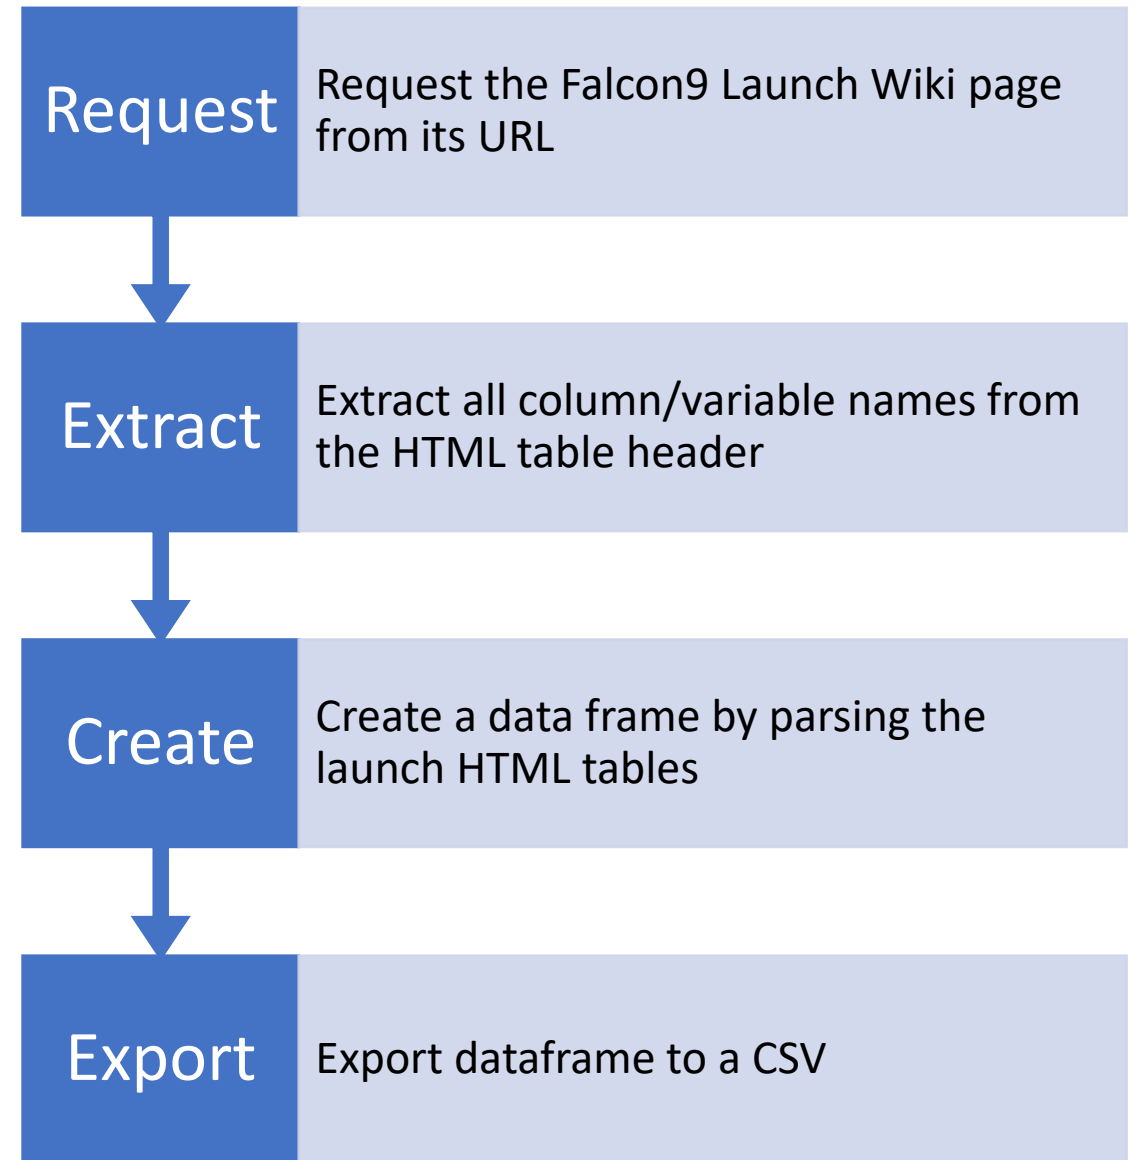 Request
Request the Falcon9 Launch Wiki page
from its URL
Extract
Extract all column/variable names from
the HTML table header
Create
Create a data frame by parsing the
launch HTML tables
Export
Export dataframe to a CSV